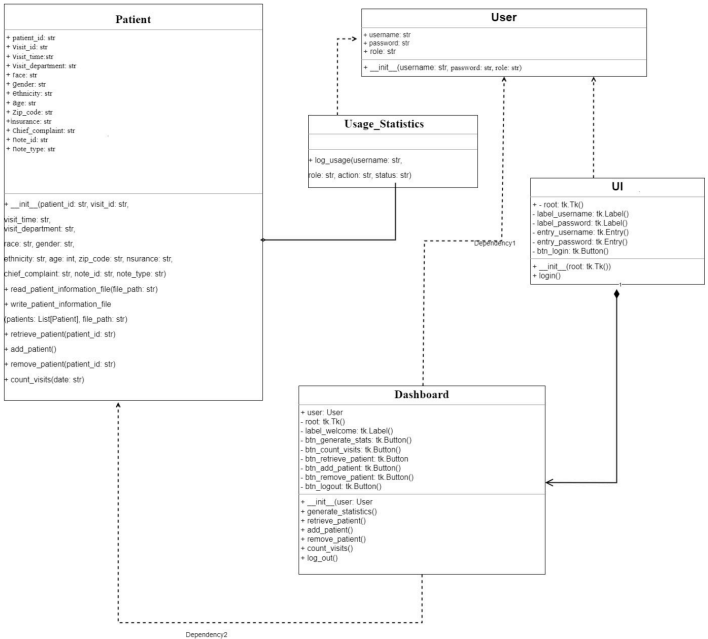 Patient
+ patient_id: str
+ visit_id: str
+ visit_time:str
+ visit_department: str
+ race: str
+ gender: str
+ ethnicity: str
+ age: str
+ Zip_code: str
+insurance: str
+ Chief_complaint: str
+ note_id: str
+ note_type: str
+ __init__(patient_id: str, visit_id: str,
visit_time: str,
visit_department: str,
race: str, gender: str,
ethnicity: str, age: int, zip_code: str, nsurance: str,
chief_complaint: str, note_id: str, note_type: str)
+ read_patient_information_file(file_path: str)
+ write_patient_information_file
(patients: List[Patient], file_path: str)
+ retrieve_patient(patient_id: str)
+ add_patient()
+ remove_patient(patient_id: str)
+ count_visits(date: str)
User
+ username: str
+ password: str
+ role: str
+ __init__(username: str, password: str, role: str)
Usage_Statistics
+ log_usage(username: str,
role: str, action: str, status: str)
UI
+ - root: tk.Tk()
- label_username: tk.Label()
- label_password: tk.Label()
- entry_username: tk.Entry()
- entry_password: tk.Entry()
- btn_login: tk.Button()
+ __init__(root: tk.Tk())
+ login()
1
Dependency1
Dashboard
+ user: User
- root: tk.Tk()
- label_welcome: tk.Label()
- btn_generate_stats: tk.Button()
- btn_count_visits: tk.Button()
- btn_retrieve_patient: tk.Button
- btn_add_patient: tk.Button()
- btn_remove_patient: tk.Button()
- btn_logout: tk.Button()
+ __init__(user: User
+ generate_statistics()
+ retrieve_patient()
+ add_patient()
+ remove_patient()
+ count_visits()
+ log_out()
Dependency2